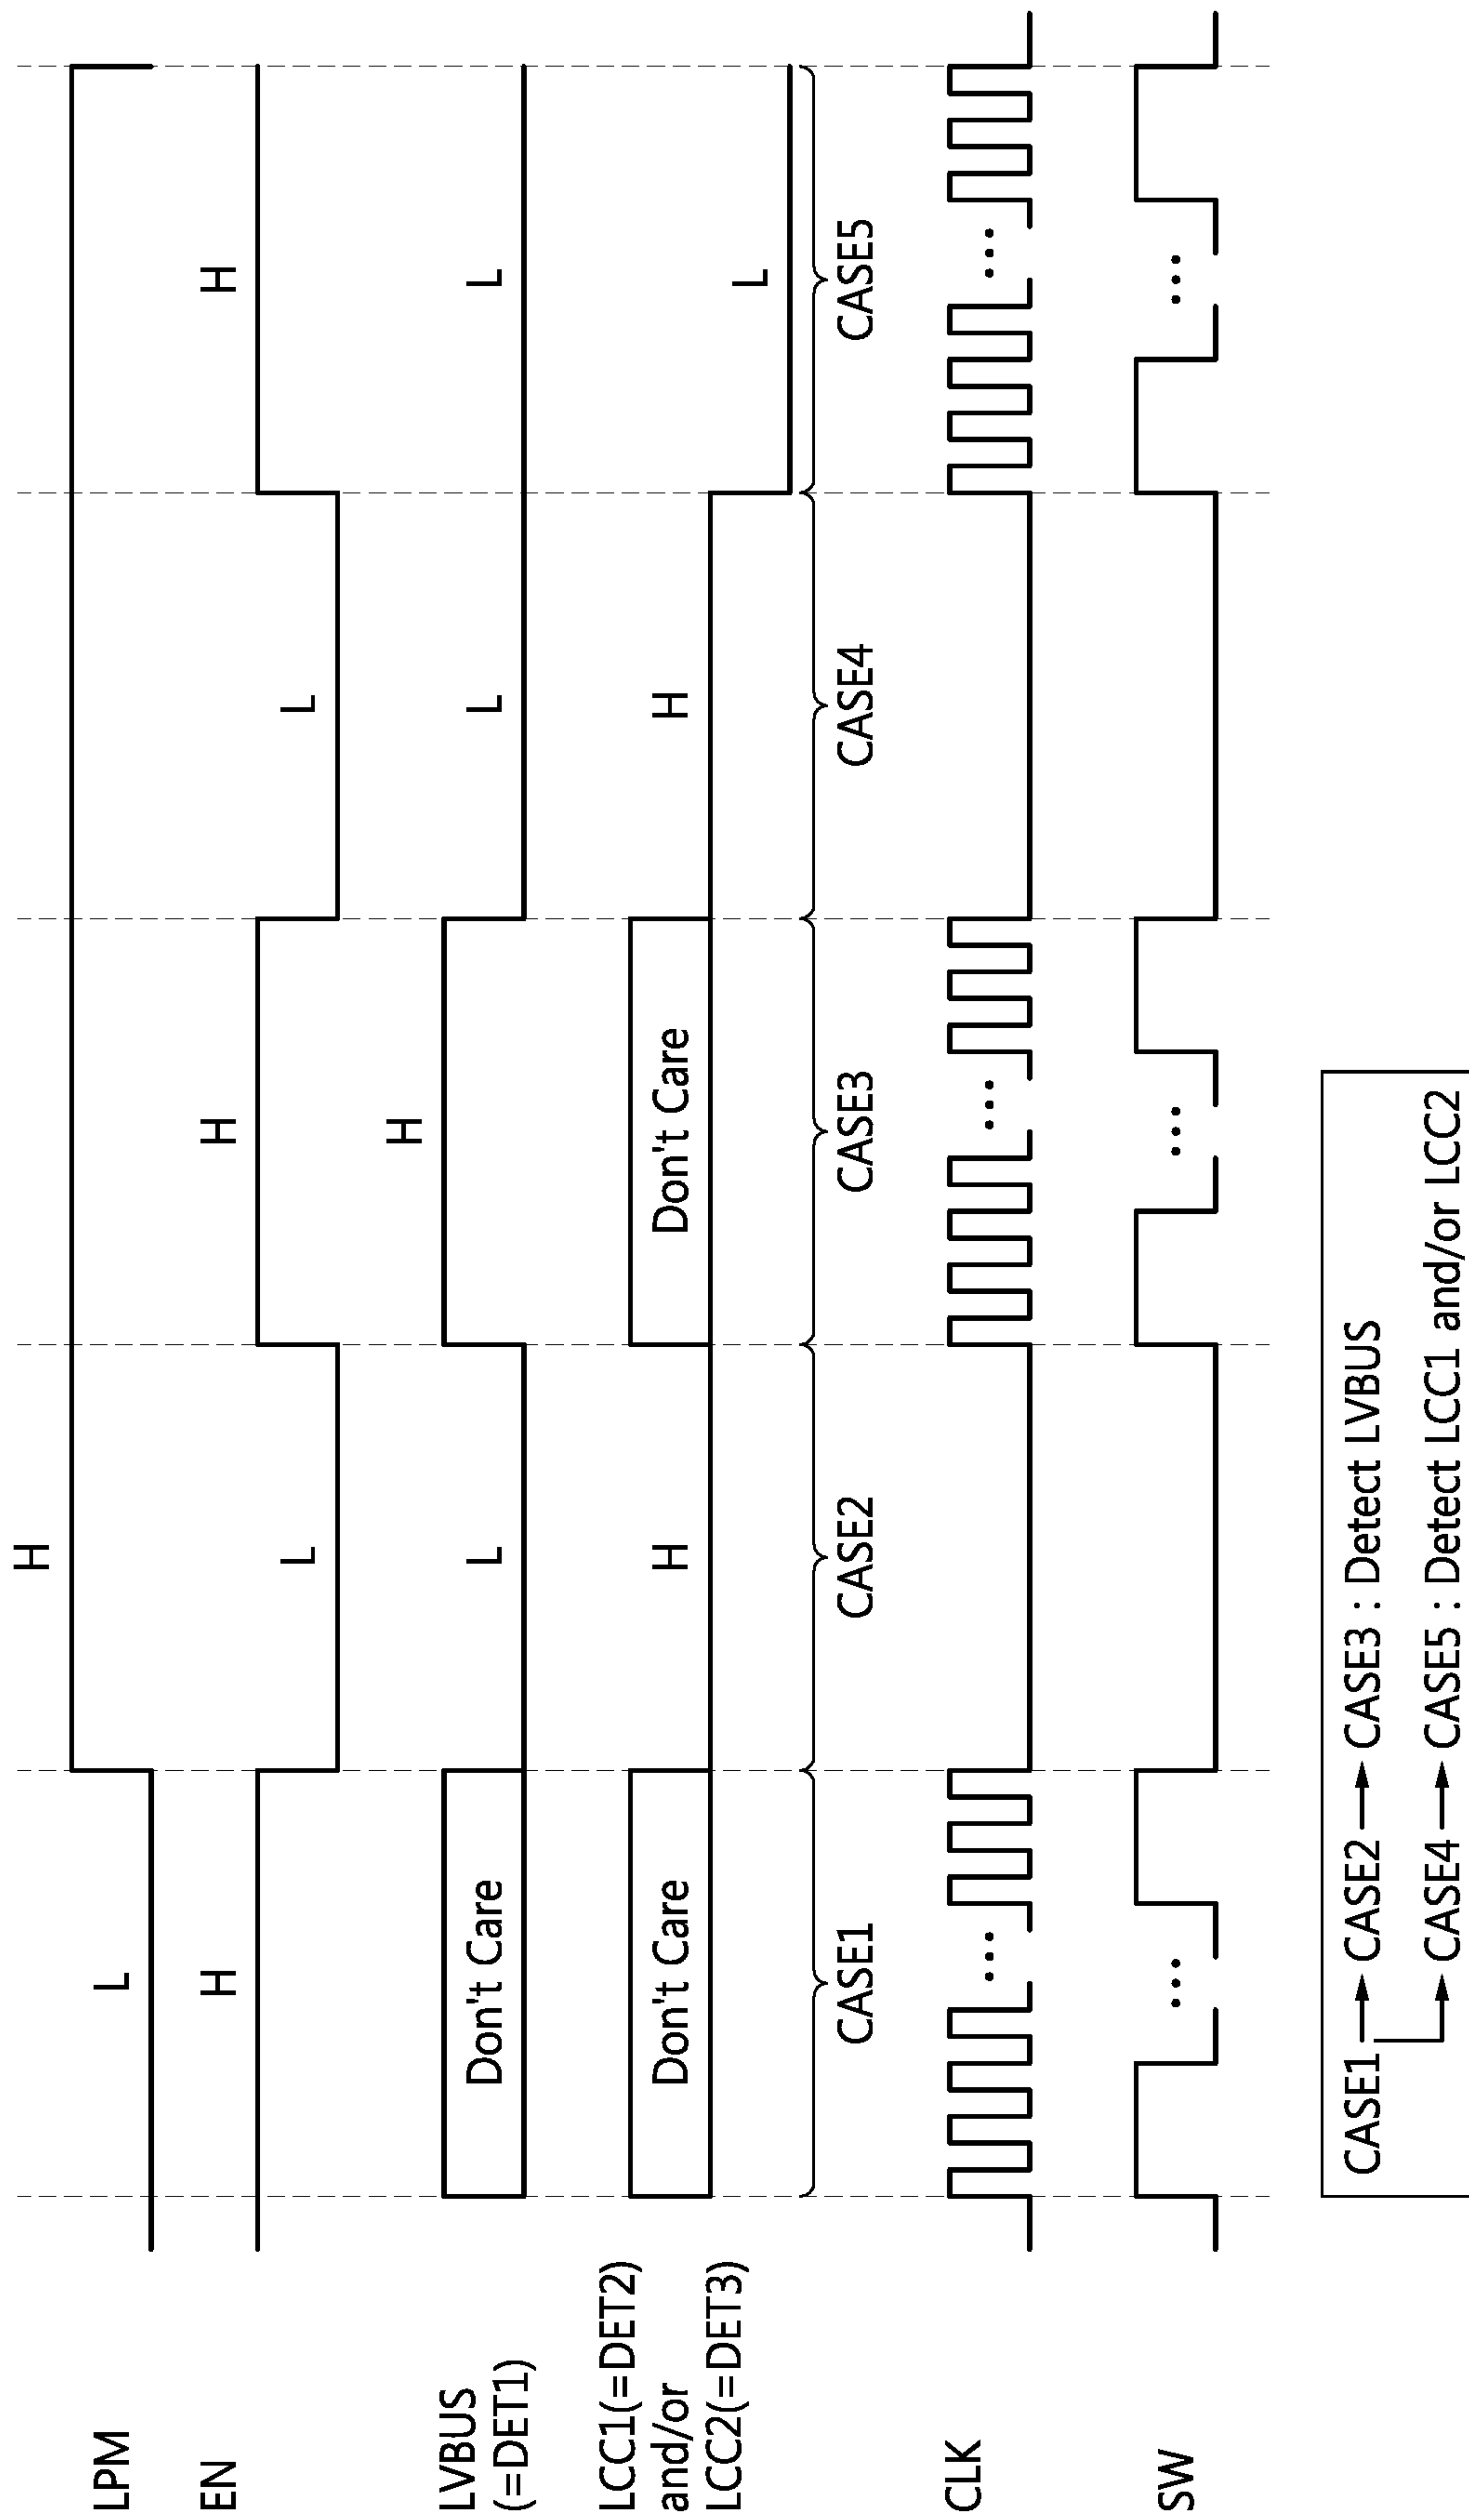 H
LPM L
EN H L H L H
LVBUS Don't Care L H L L
(=DET1)
LCC1(=DET2)
and/or Don't Care H Don't Care H L
LCC2(=DET3)
CASE1 CASE2 CASE3 CASE4 CASE5
CLK ... ... ...
SW ... ... ...
CASE1 CASE2 CASE3 : Detect LVBUS
CASE4 CASE5 : Detect LCC1 and/or LCC2